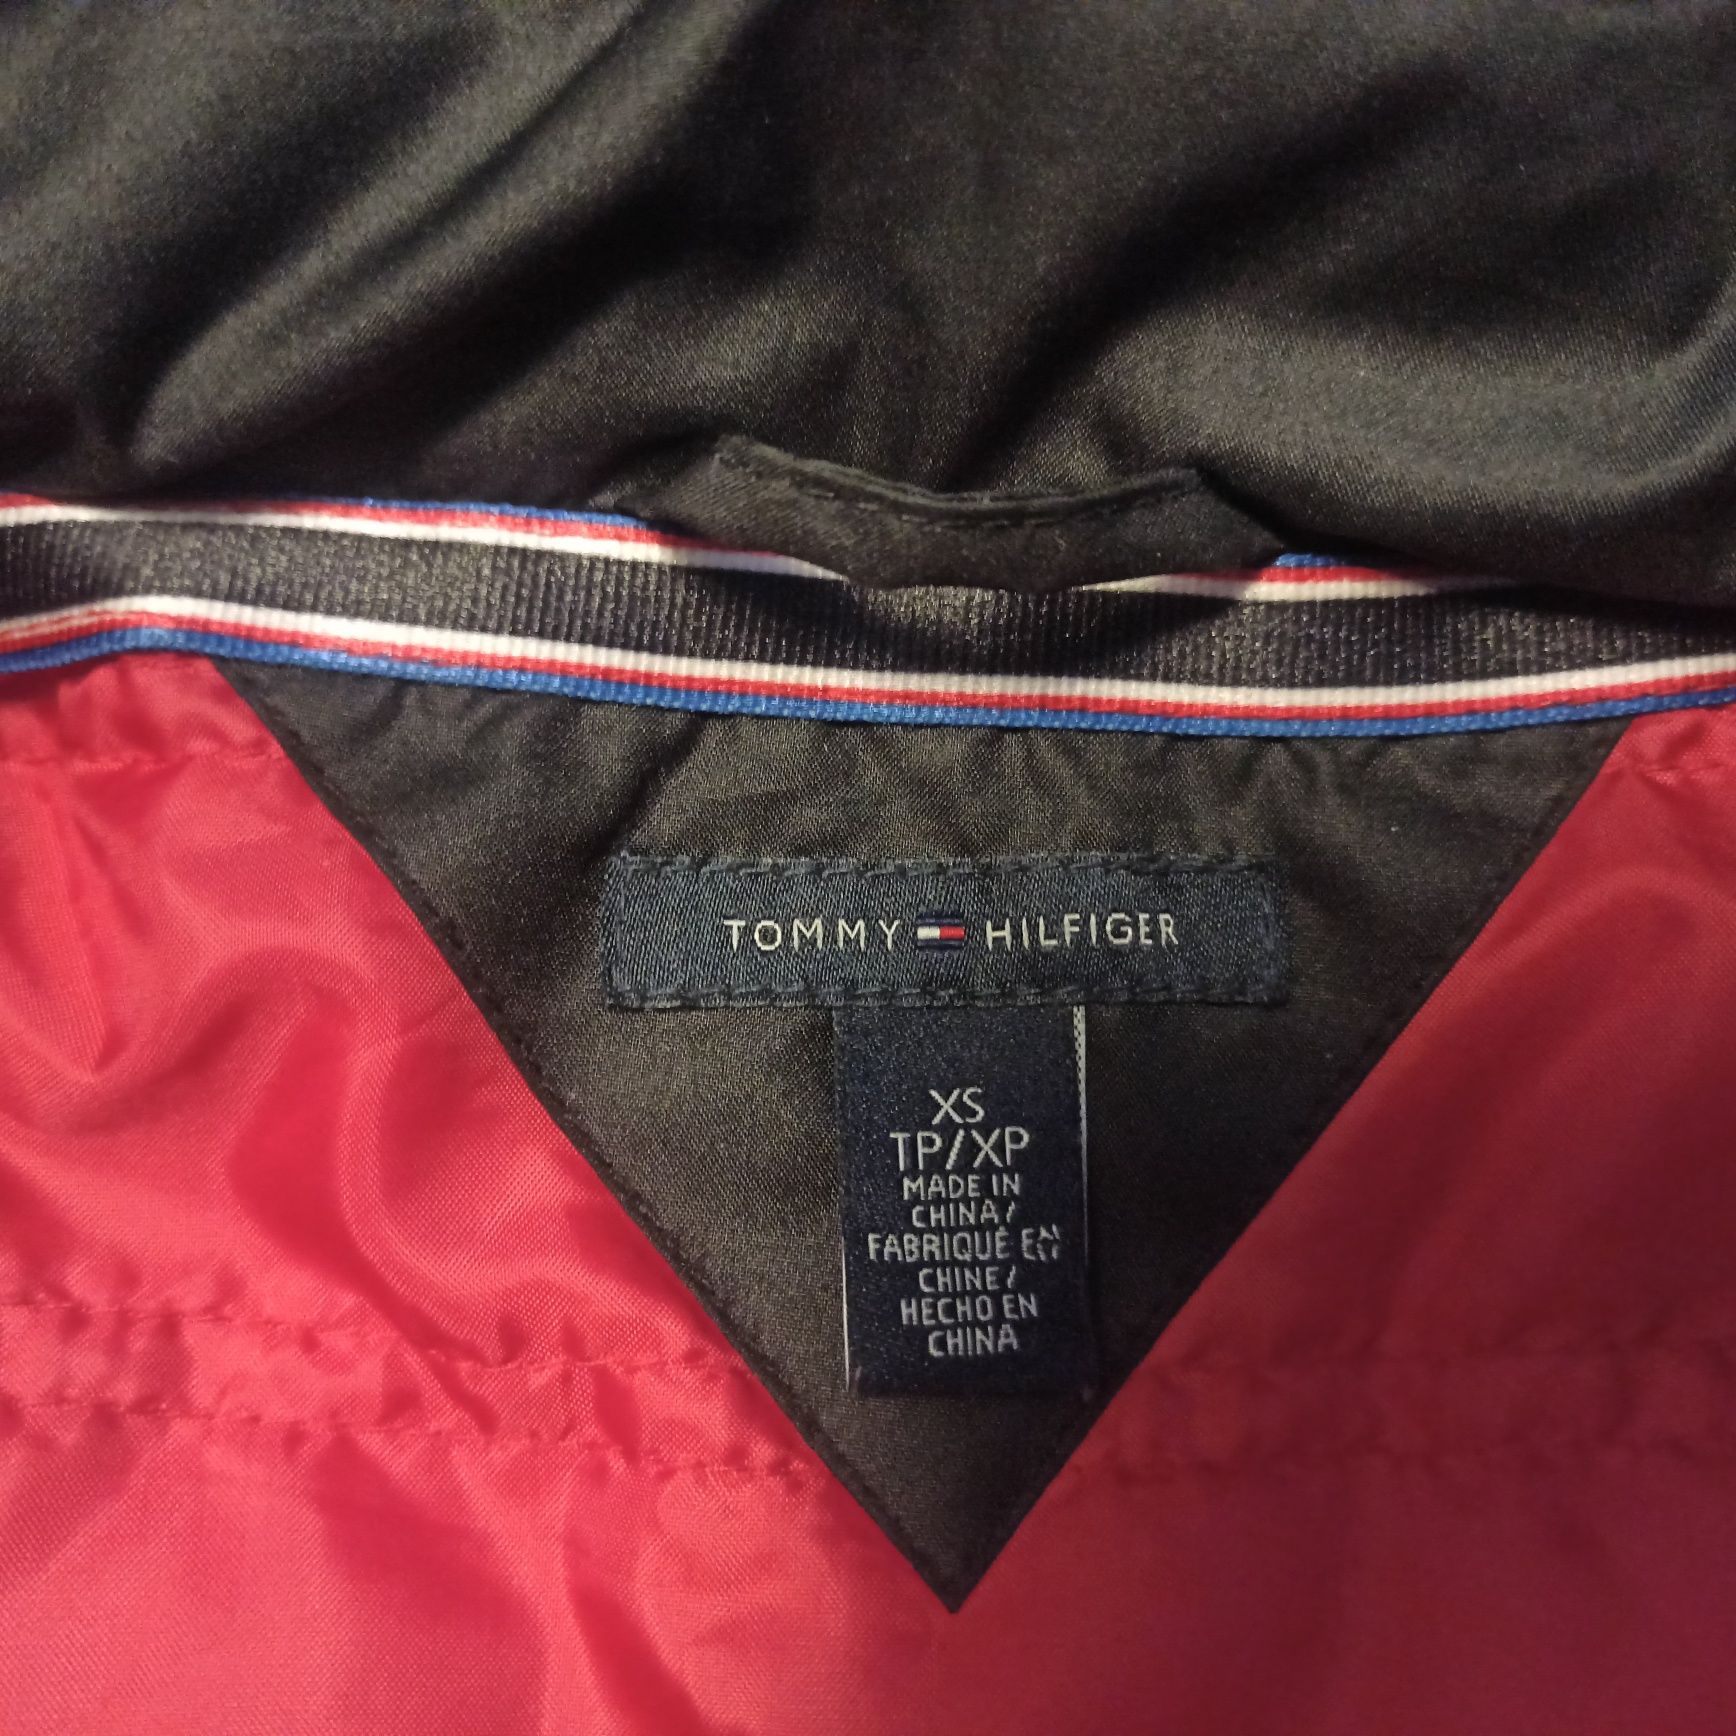 TOMMY HILFIGER
XS
TP/XP
MADE IN
CHINA/
FABRIQUÉ EN
CHINE/
HECHO EN
CHINA